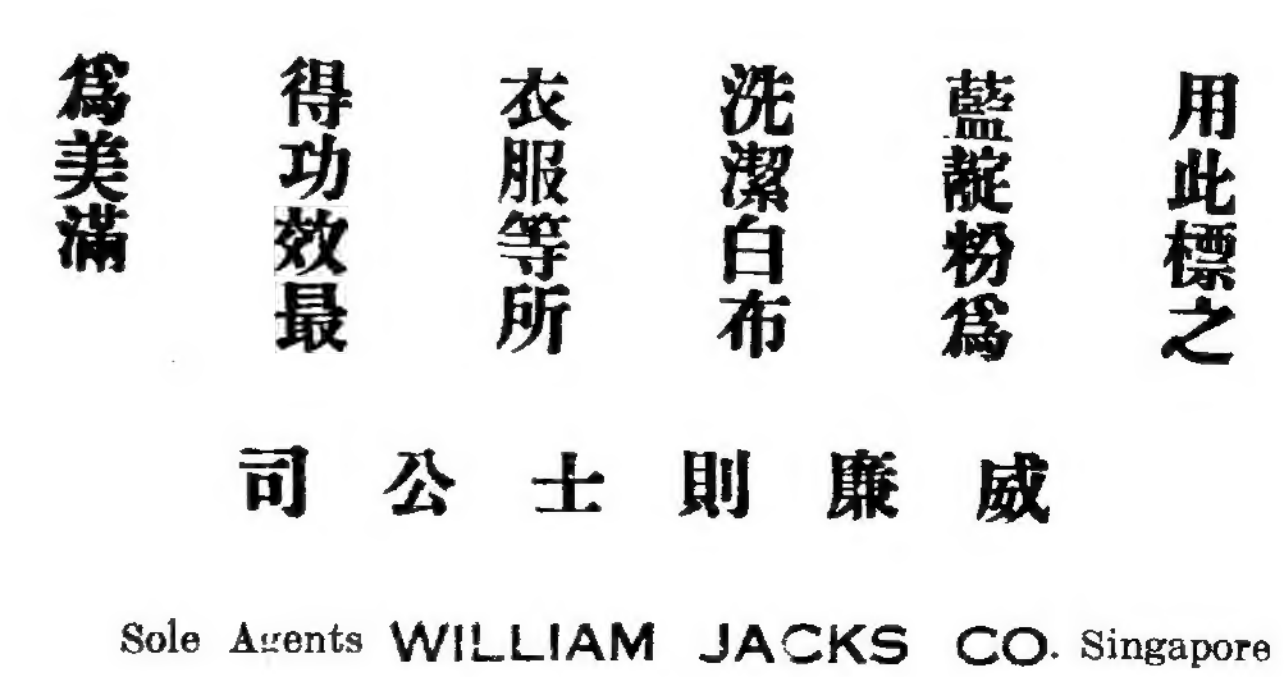 用此標之
藍靛粉爲
洗潔白布
衣服等所
得功效最
爲美滿
威廉則士公司
Sole Agents WILLIAM JACKS CO. Singapore